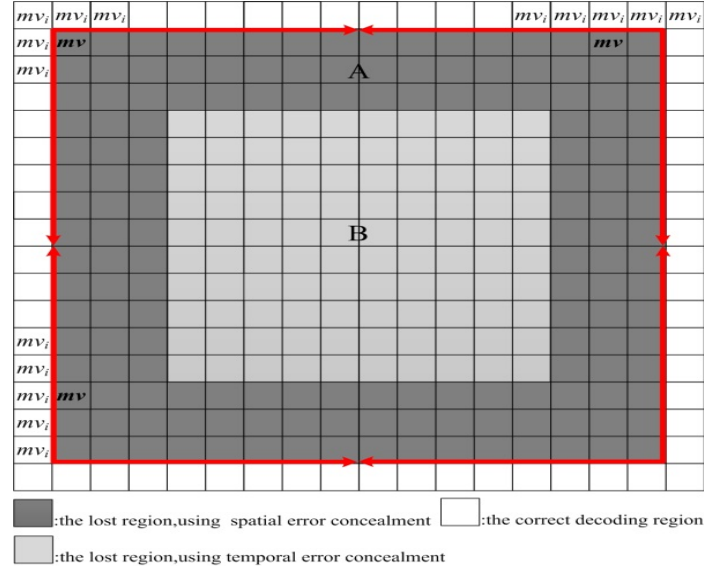 mvᵢ mvᵢ mvᵢ mvᵢ mvᵢ mvᵢ mvᵢ mvᵢ
mvᵢ mv mv
mvᵢ A
B
mvᵢ
mvᵢ
mvᵢ mv
mvᵢ
mvᵢ
:the lost region,using spatial error concealment :the correct decoding region
:the lost region,using temporal error concealment